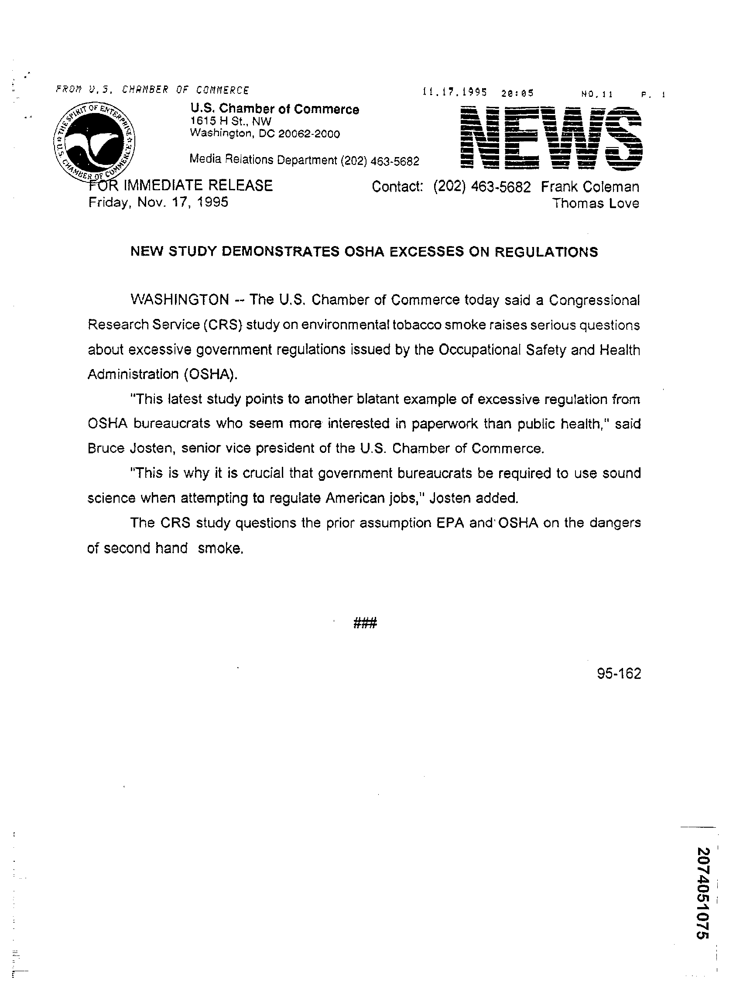 FROM U.S. CHAMBER OF COMMERCE 11.17.1995 20:05 NO.11 P. 1
THE SPIRIT OF ENTERPRISE
U.S. CHAMBER OF COMMERCE
U.S. Chamber of Commerce
1615 H St., NW
Washington, DC 20062-2000
Media Relations Department (202) 463-5682
NEWS
FOR IMMEDIATE RELEASE Contact: (202) 463-5682 Frank Coleman
Friday, Nov. 17, 1995 Thomas Love
NEW STUDY DEMONSTRATES OSHA EXCESSES ON REGULATIONS
WASHINGTON -- The U.S. Chamber of Commerce today said a Congressional
Research Service (CRS) study on environmental tobacco smoke raises serious questions
about excessive government regulations issued by the Occupational Safety and Health
Administration (OSHA).
"This latest study points to another blatant example of excessive regulation from
OSHA bureaucrats who seem more interested in paperwork than public health," said
Bruce Josten, senior vice president of the U.S. Chamber of Commerce.
"This is why it is crucial that government bureaucrats be required to use sound
science when attempting to regulate American jobs," Josten added.
The CRS study questions the prior assumption EPA and OSHA on the dangers
of second hand smoke.
###
95-162
2074051075